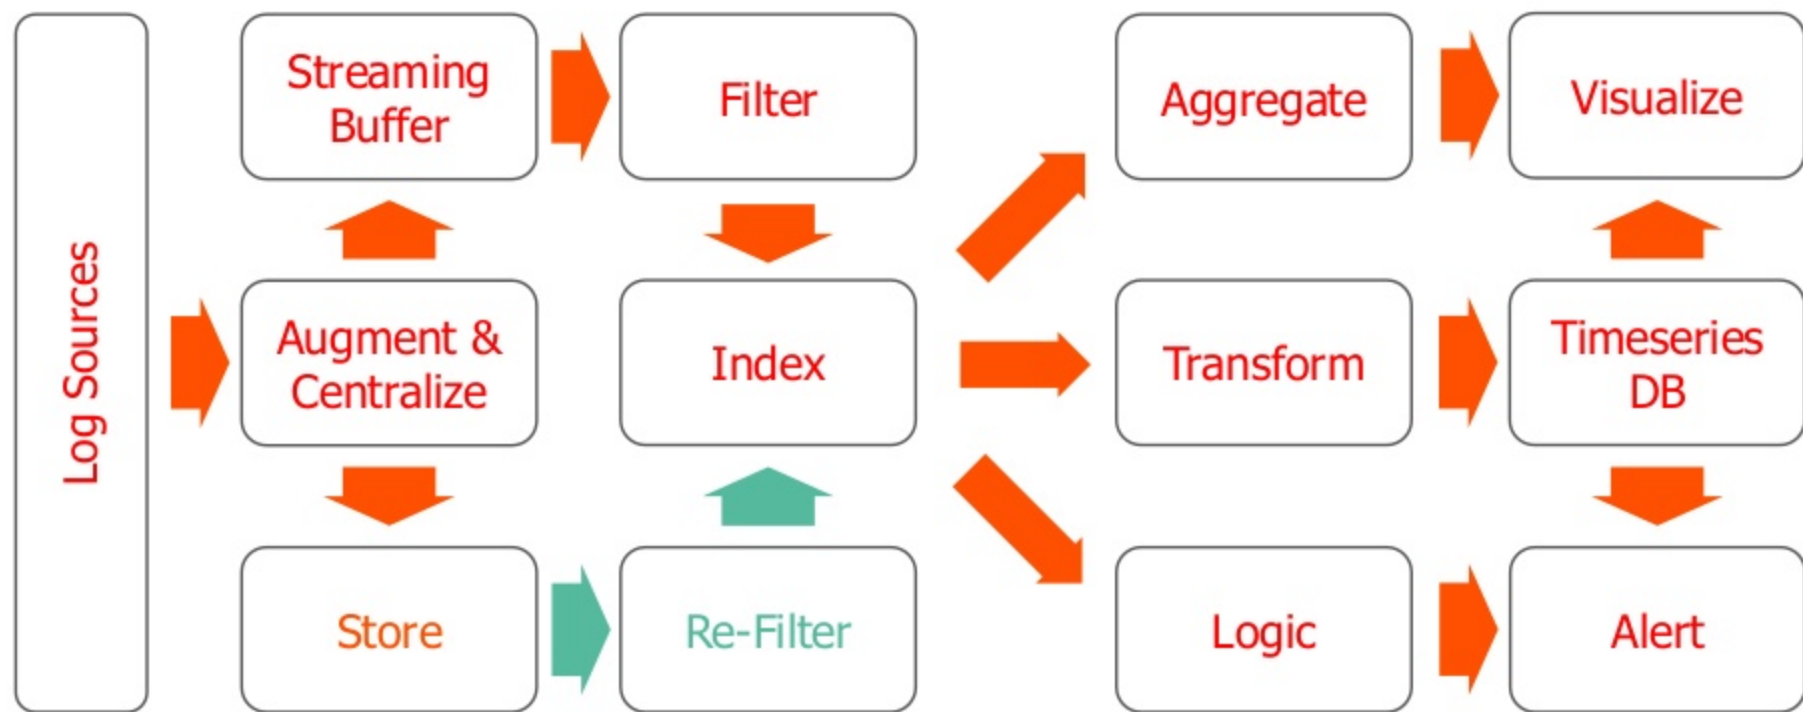 Log Sources
Streaming
Buffer
Filter
Aggregate
Visualize
Augment &
Centralize
Index
Transform
Timeseries
DB
Store
Re-Filter
Logic
Alert